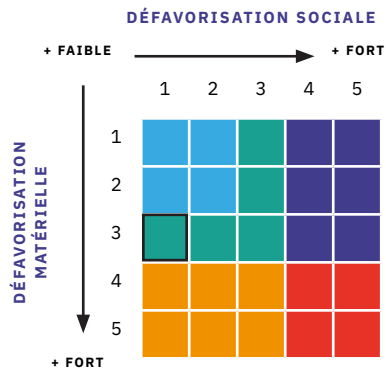 DÉFAVORISATION SOCIALE
+ FAIBLE
+ FORT
1 2 3 4 5
DÉFAVORISATION
MATÉRIELLE
1
2
3
4
5
+ FORT